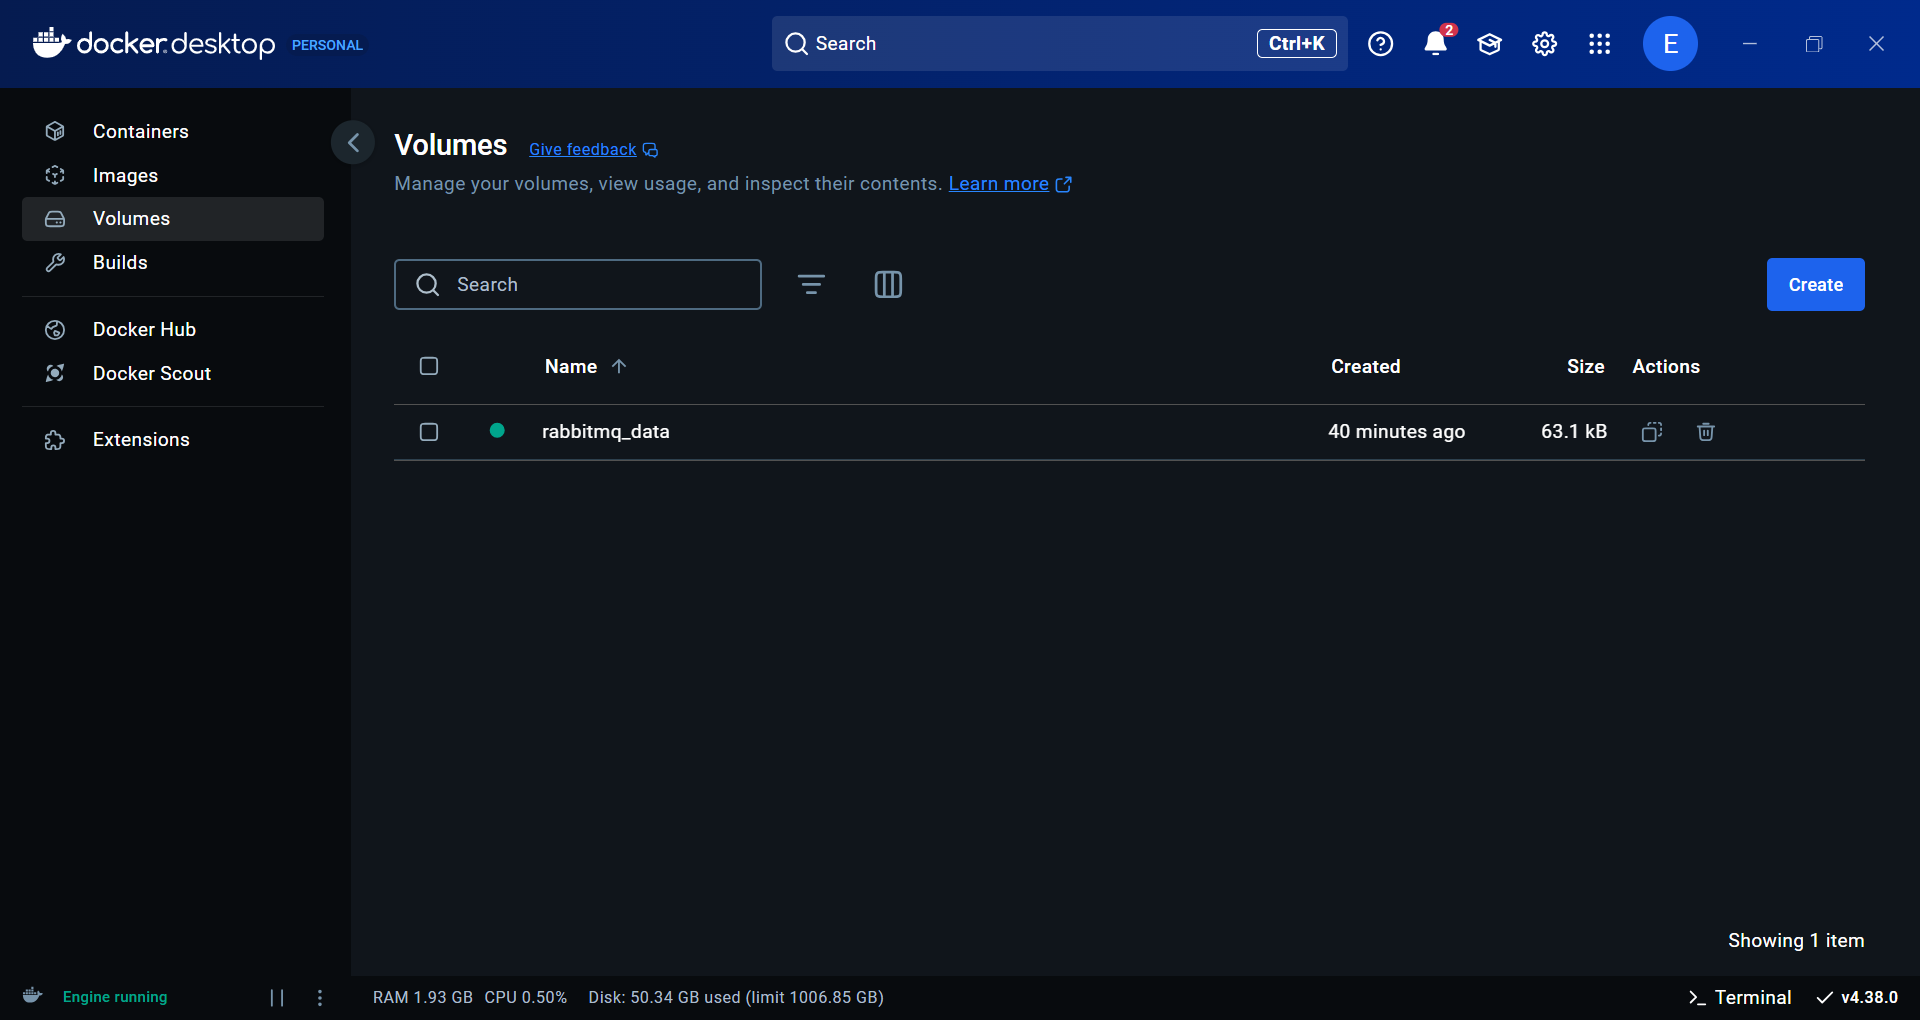 docker desktop PERSONAL
Search Ctrl+K
2
E
Containers
Images
Volumes
Builds
Docker Hub
Docker Scout
Extensions
Volumes Give feedback
Manage your volumes, view usage, and inspect their contents. Learn more
Search
Create
Name Created Size Actions
rabbitmq_data 40 minutes ago 63.1 kB
Showing 1 item
Engine running RAM 1.93 GB CPU 0.50% Disk: 50.34 GB used (limit 1006.85 GB) Terminal v4.38.0